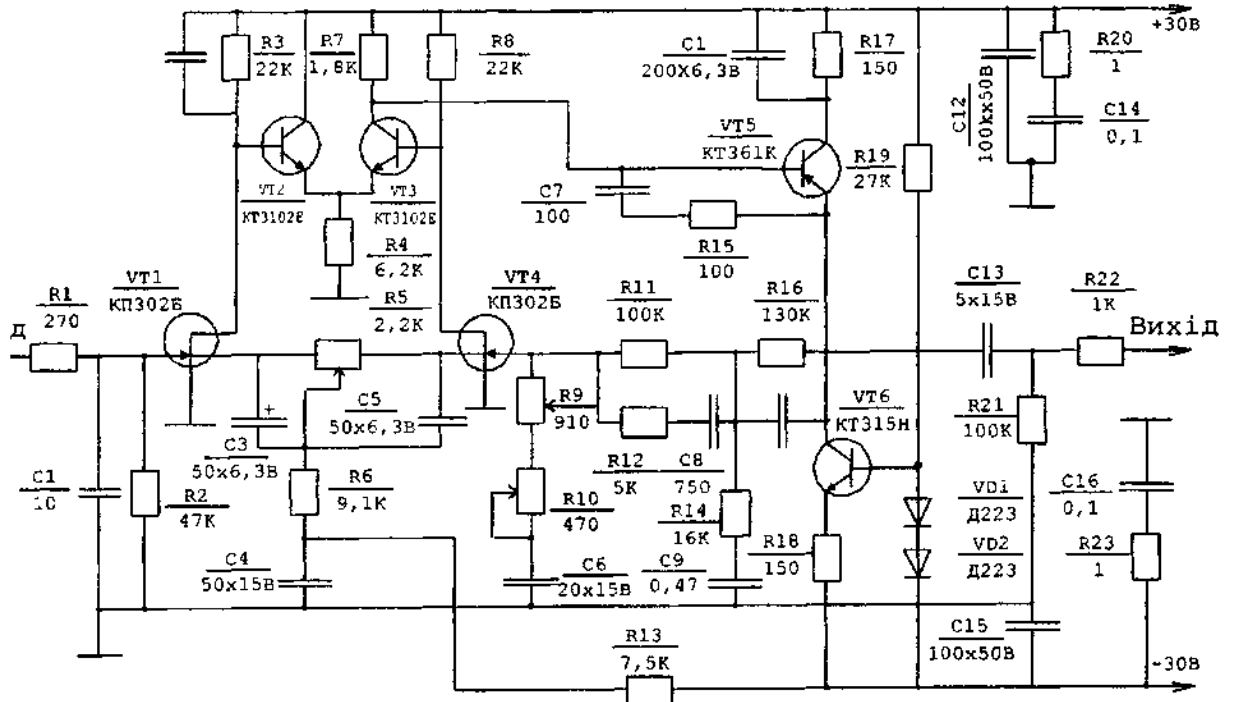 R3
22К
R7
1,8К
R8
22К
C1
200X6,3В
R17
150
+30В
R20
1
C12
100кх50В
C14
0,1
VT5
КТ361К
R19
27К
VT2
КТ3102Е
VT3
КТ3102Е
C7
100
R4
6,2К
R15
100
R1
270
Д
VT1
КП302Б
R5
2,2К
VT4
КП302Б
R11
100К
R16
130К
C13
5х15В
R22
1К
Вихід
+
C3
50х6,3В
C5
50х6,3В
R9
910
VT6
КТ315Н
R21
100К
C1
10
R2
47К
R6
9,1К
R10
470
R12
5К
C8
750
R14
16К
VD1
Д223
C16
0,1
C4
50х15В
C6
20х15В
C9
0,47
R18
150
VD2
Д223
R23
1
R13
7,5К
C15
100х50В
-30В